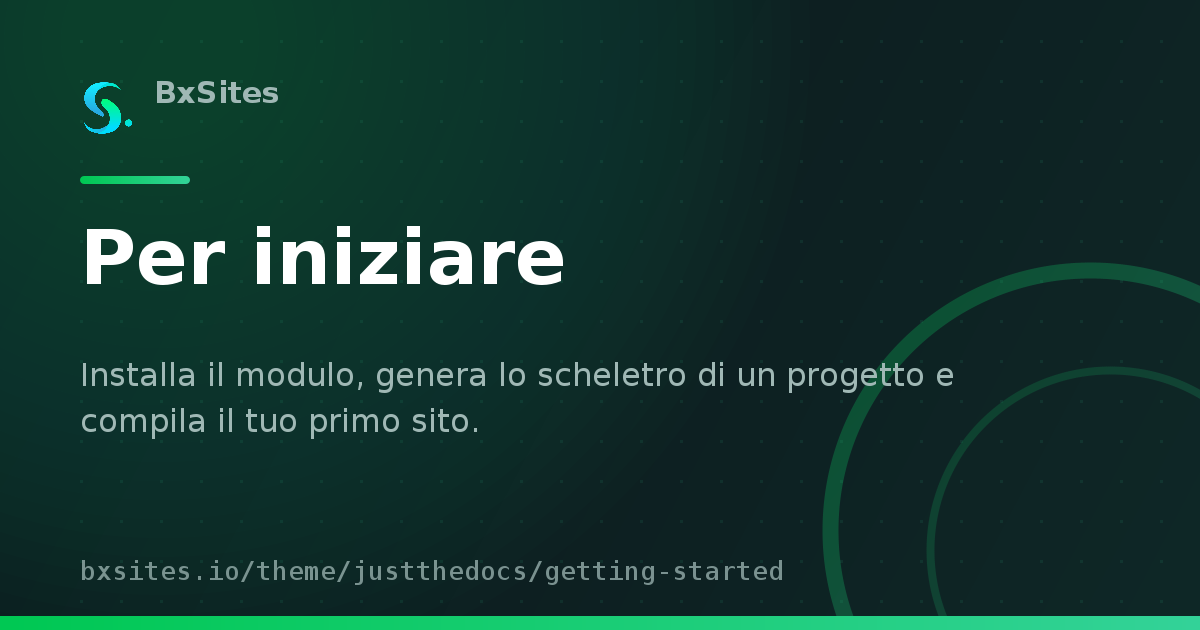 BxSites
Per iniziare
Installa il modulo, genera lo scheletro di un progetto e
compila il tuo primo sito.
bxsites.io/theme/justthedocs/getting-started